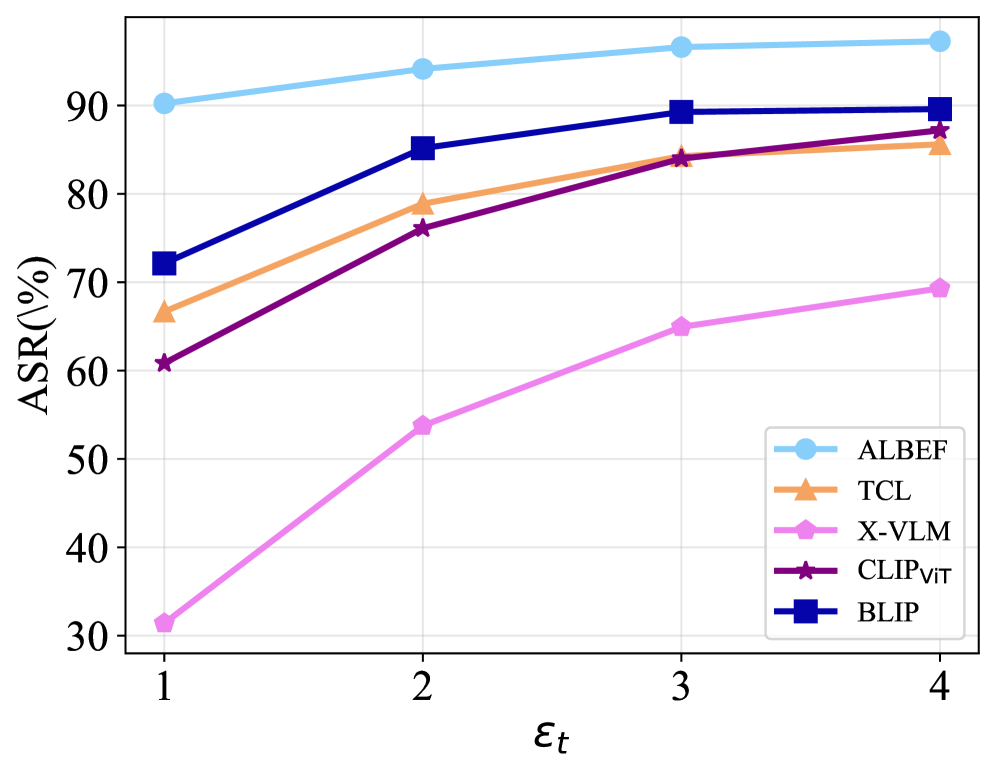 90
80
70
60
50
40
30
ASR(\%)
1 2 3 4
εt
ALBEF
TCL
X-VLM
CLIPViT
BLIP